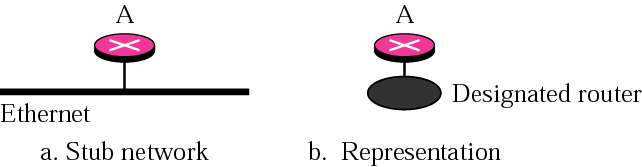 A
A
Ethernet
Designated router
a. Stub network
b. Representation